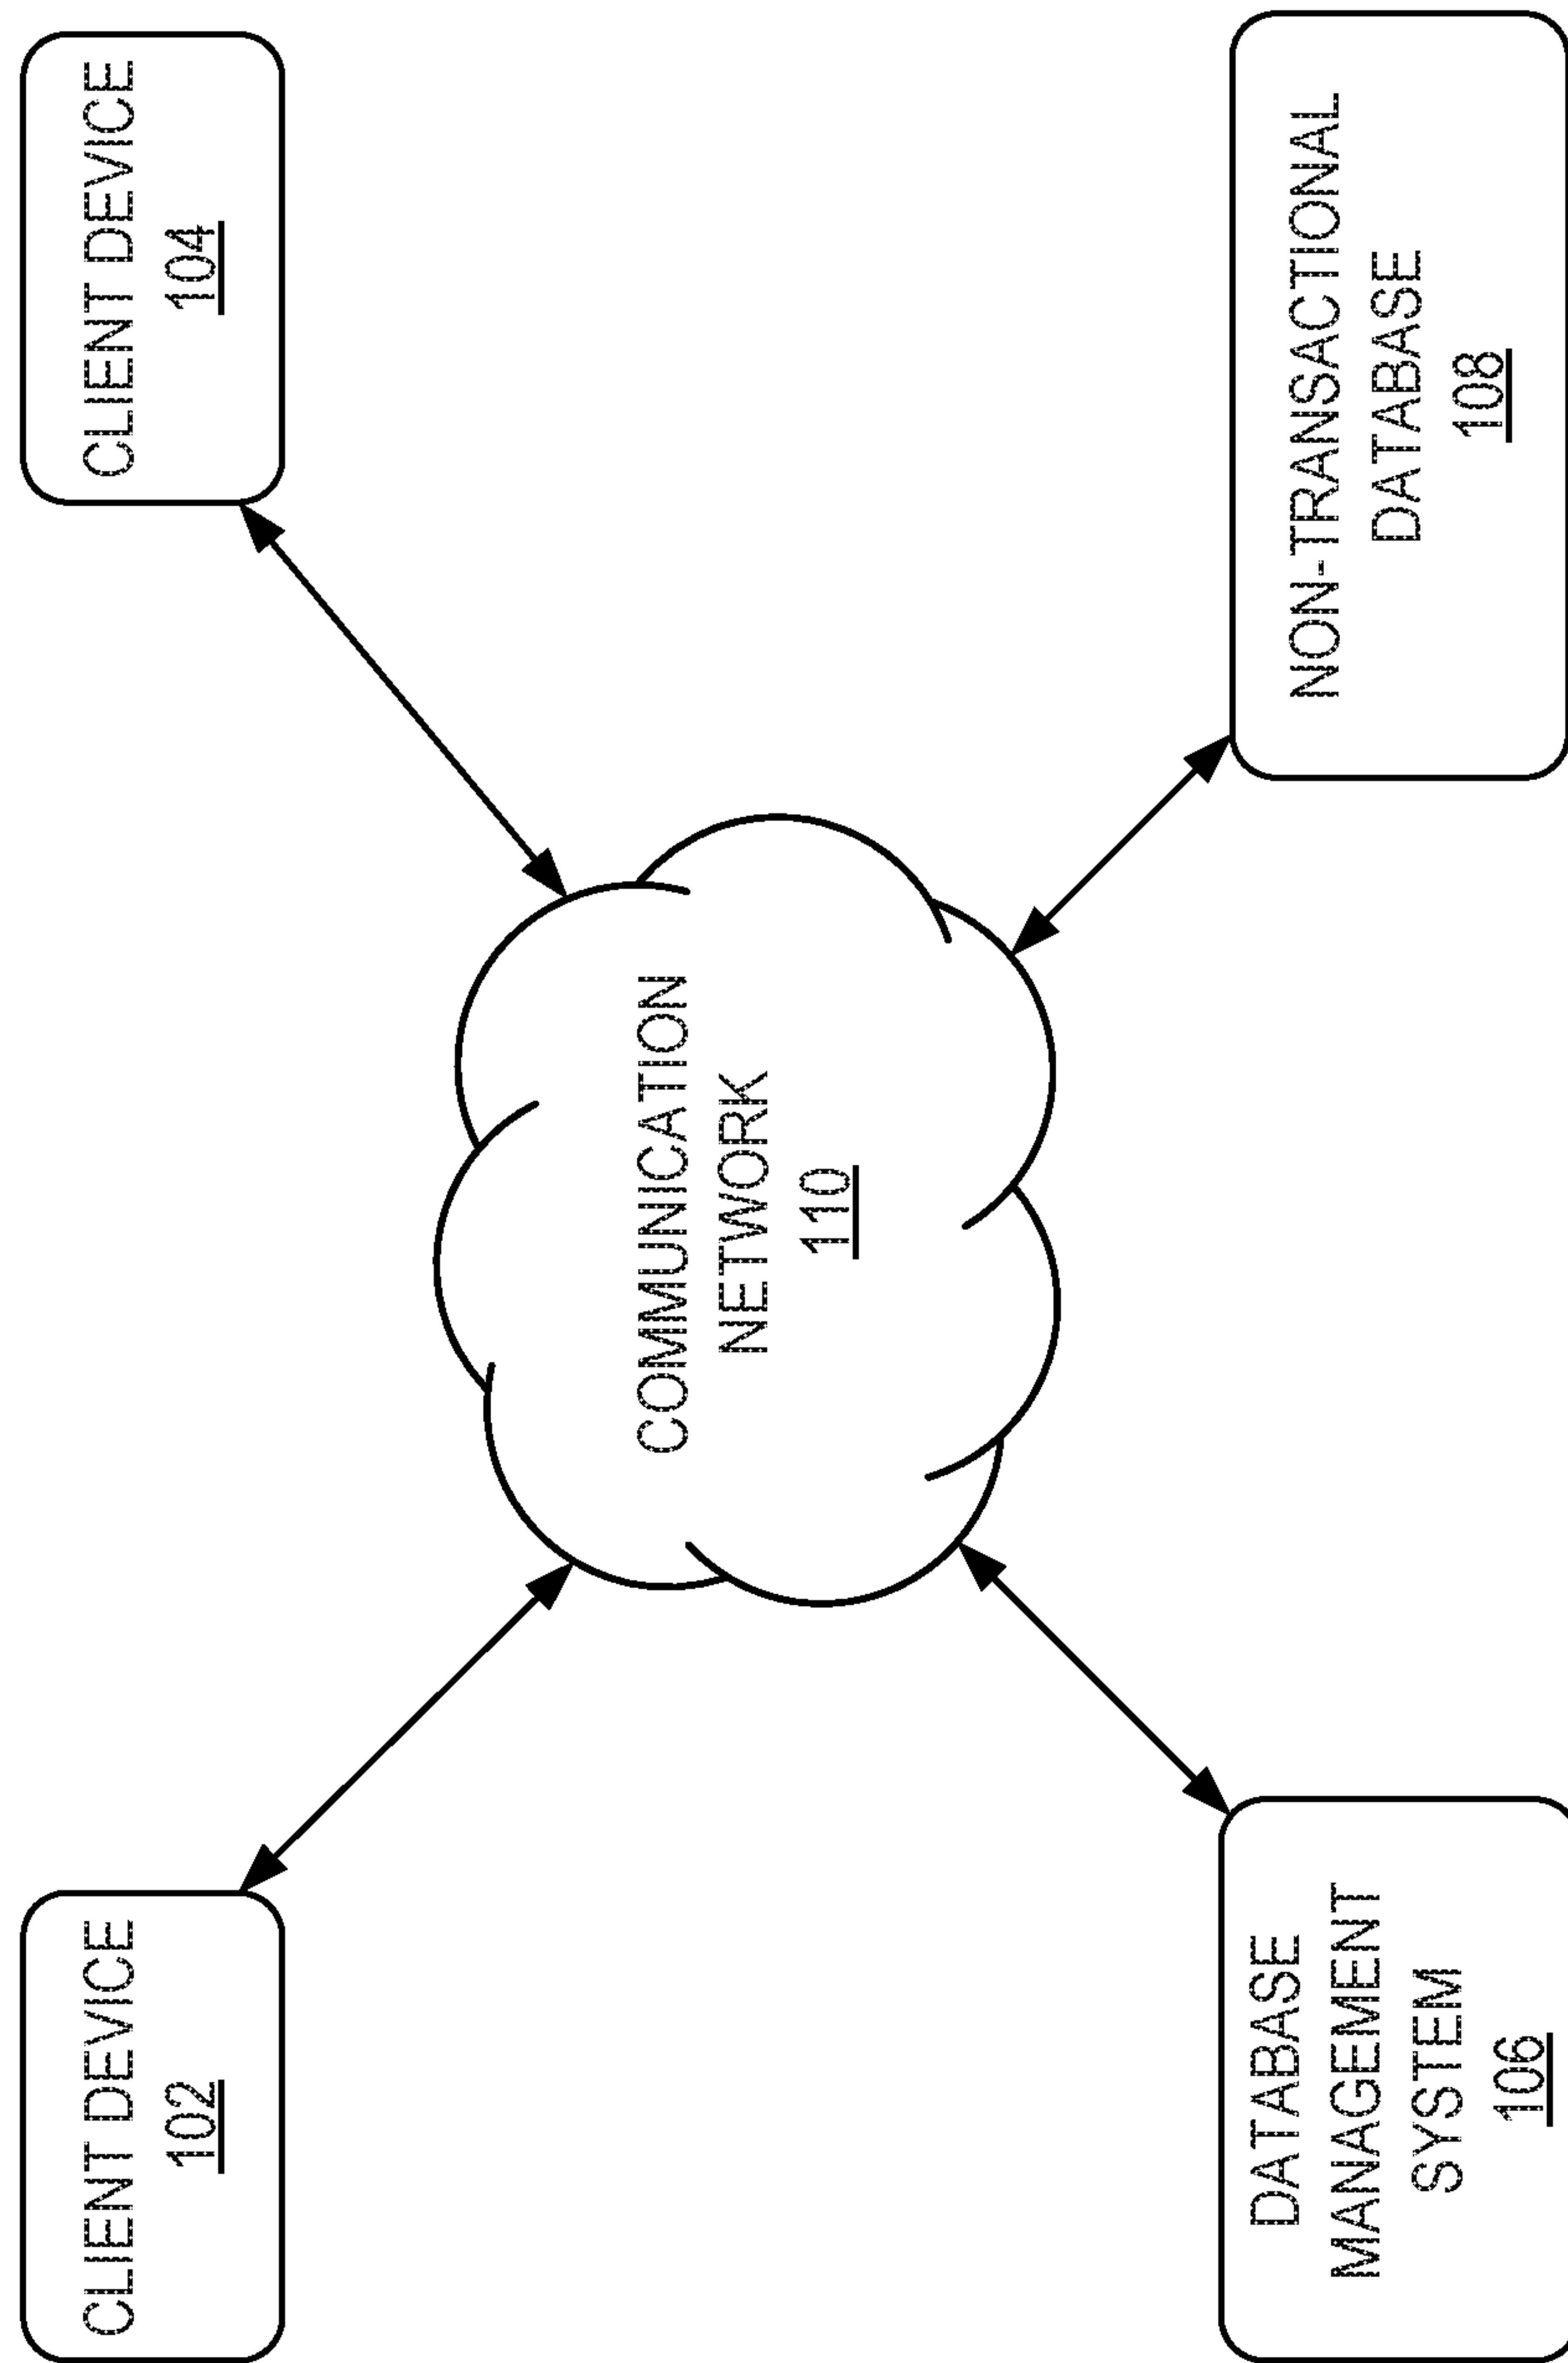 CLIENT DEVICE
102
CLIENT DEVICE
104
COMMUNICATION
NETWORK
110
DATABASE
MANAGEMENT
SYSTEM
106
NON-TRANSACTIONAL
DATABASE
108